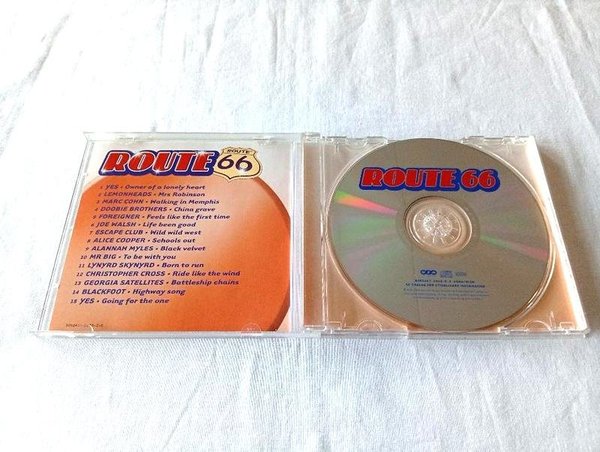 ROUTE 66
ROUTE
1 YES • Owner of a lonely heart
2 LEMONHEADS • Mrs Robinson
3 MARC COHN • Walking in Memphis
4 DOOBIE BROTHERS • China grove
5 FOREIGNER • Feels like the first time
6 JOE WALSH • Life been good
7 ESCAPE CLUB • Wild wild west
8 ALICE COOPER • Schools out
9 ALANNAH MYLES • Black velvet
10 MR BIG • To be with you
11 LYNYRD SKYNYRD • Born to run
12 CHRISTOPHER CROSS • Ride like the wind
13 GEORGIA SATELLITES • Battleship chains
14 BLACKFOOT • Highway song
15 YES • Going for the one
ROUTE 66